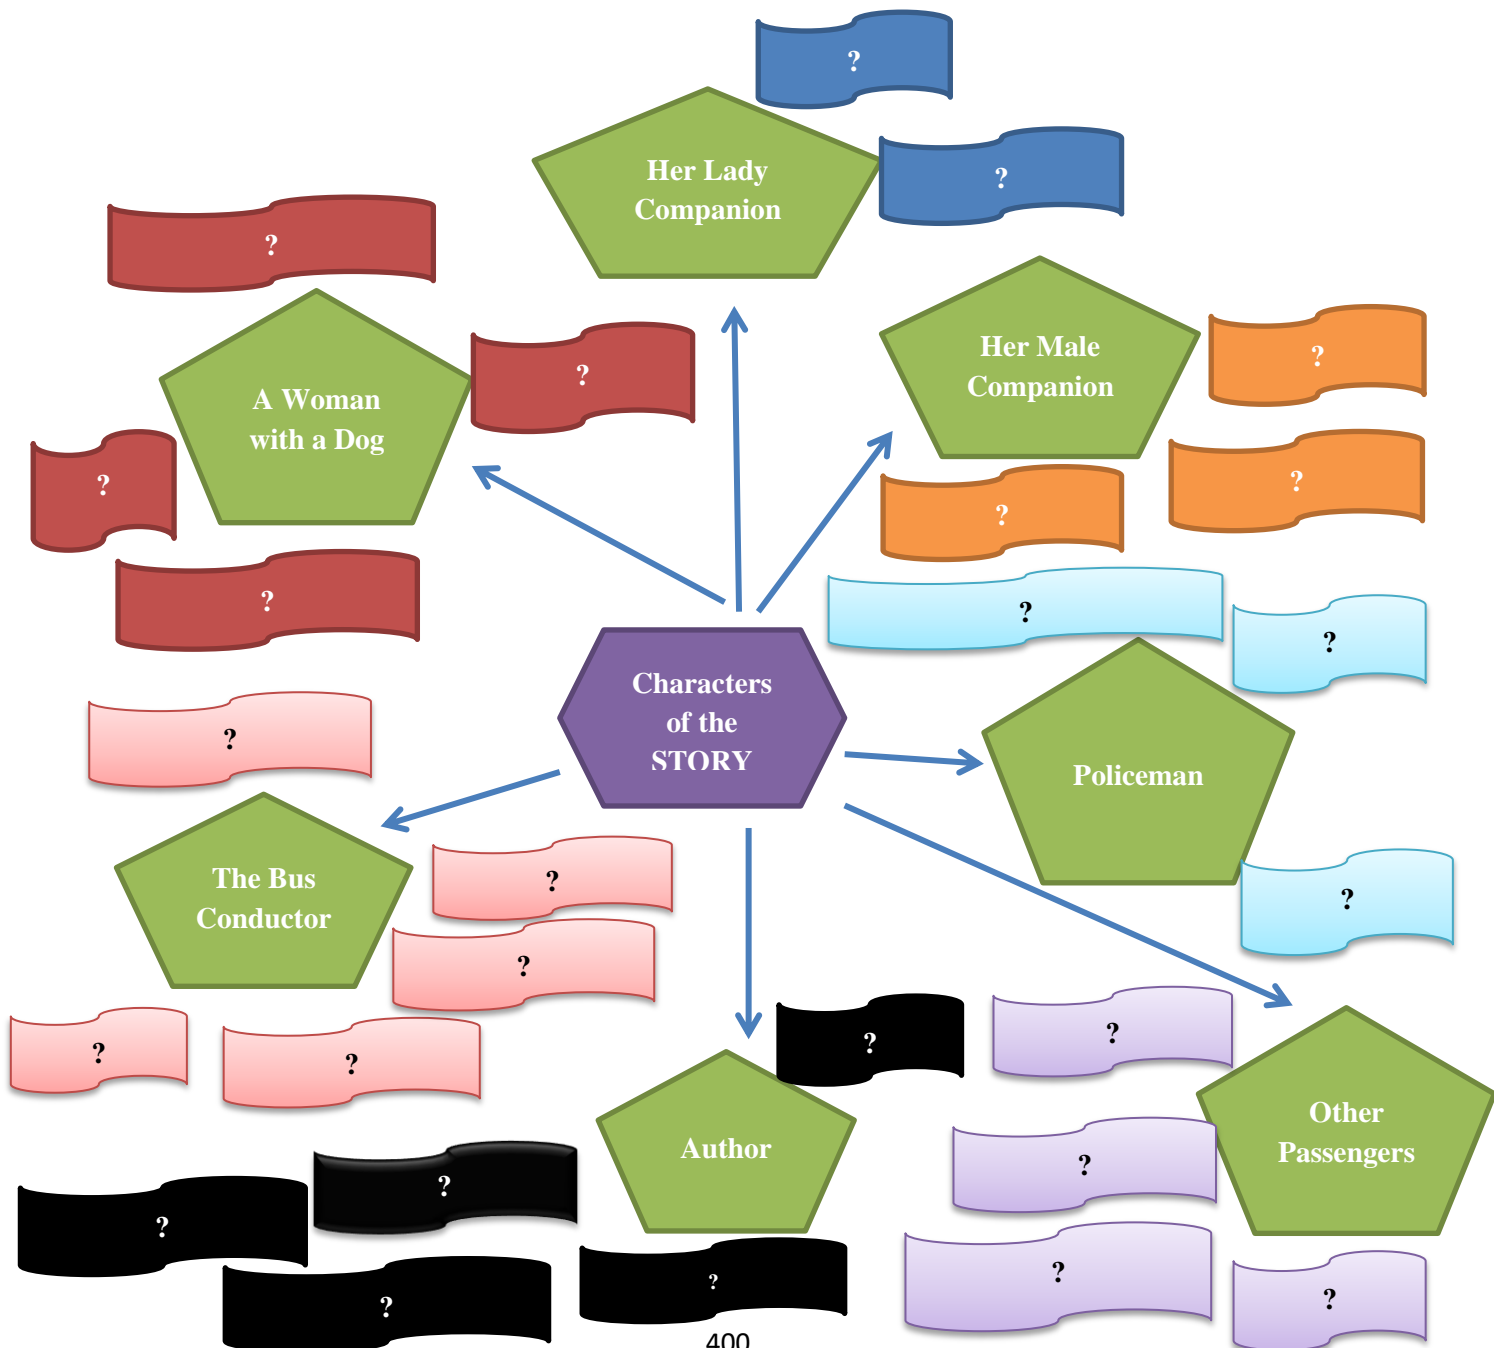 ?
?
Her Lady
Companion
?
?
A Woman
with a Dog
?
?
Her Male
Companion
?
?
?
?
?
Characters
of the
STORY
?
Policeman
?
?
The Bus
Conductor
?
?
?
?
Author
?
?
?
?
?
Other
Passengers
?
?
?
?
400